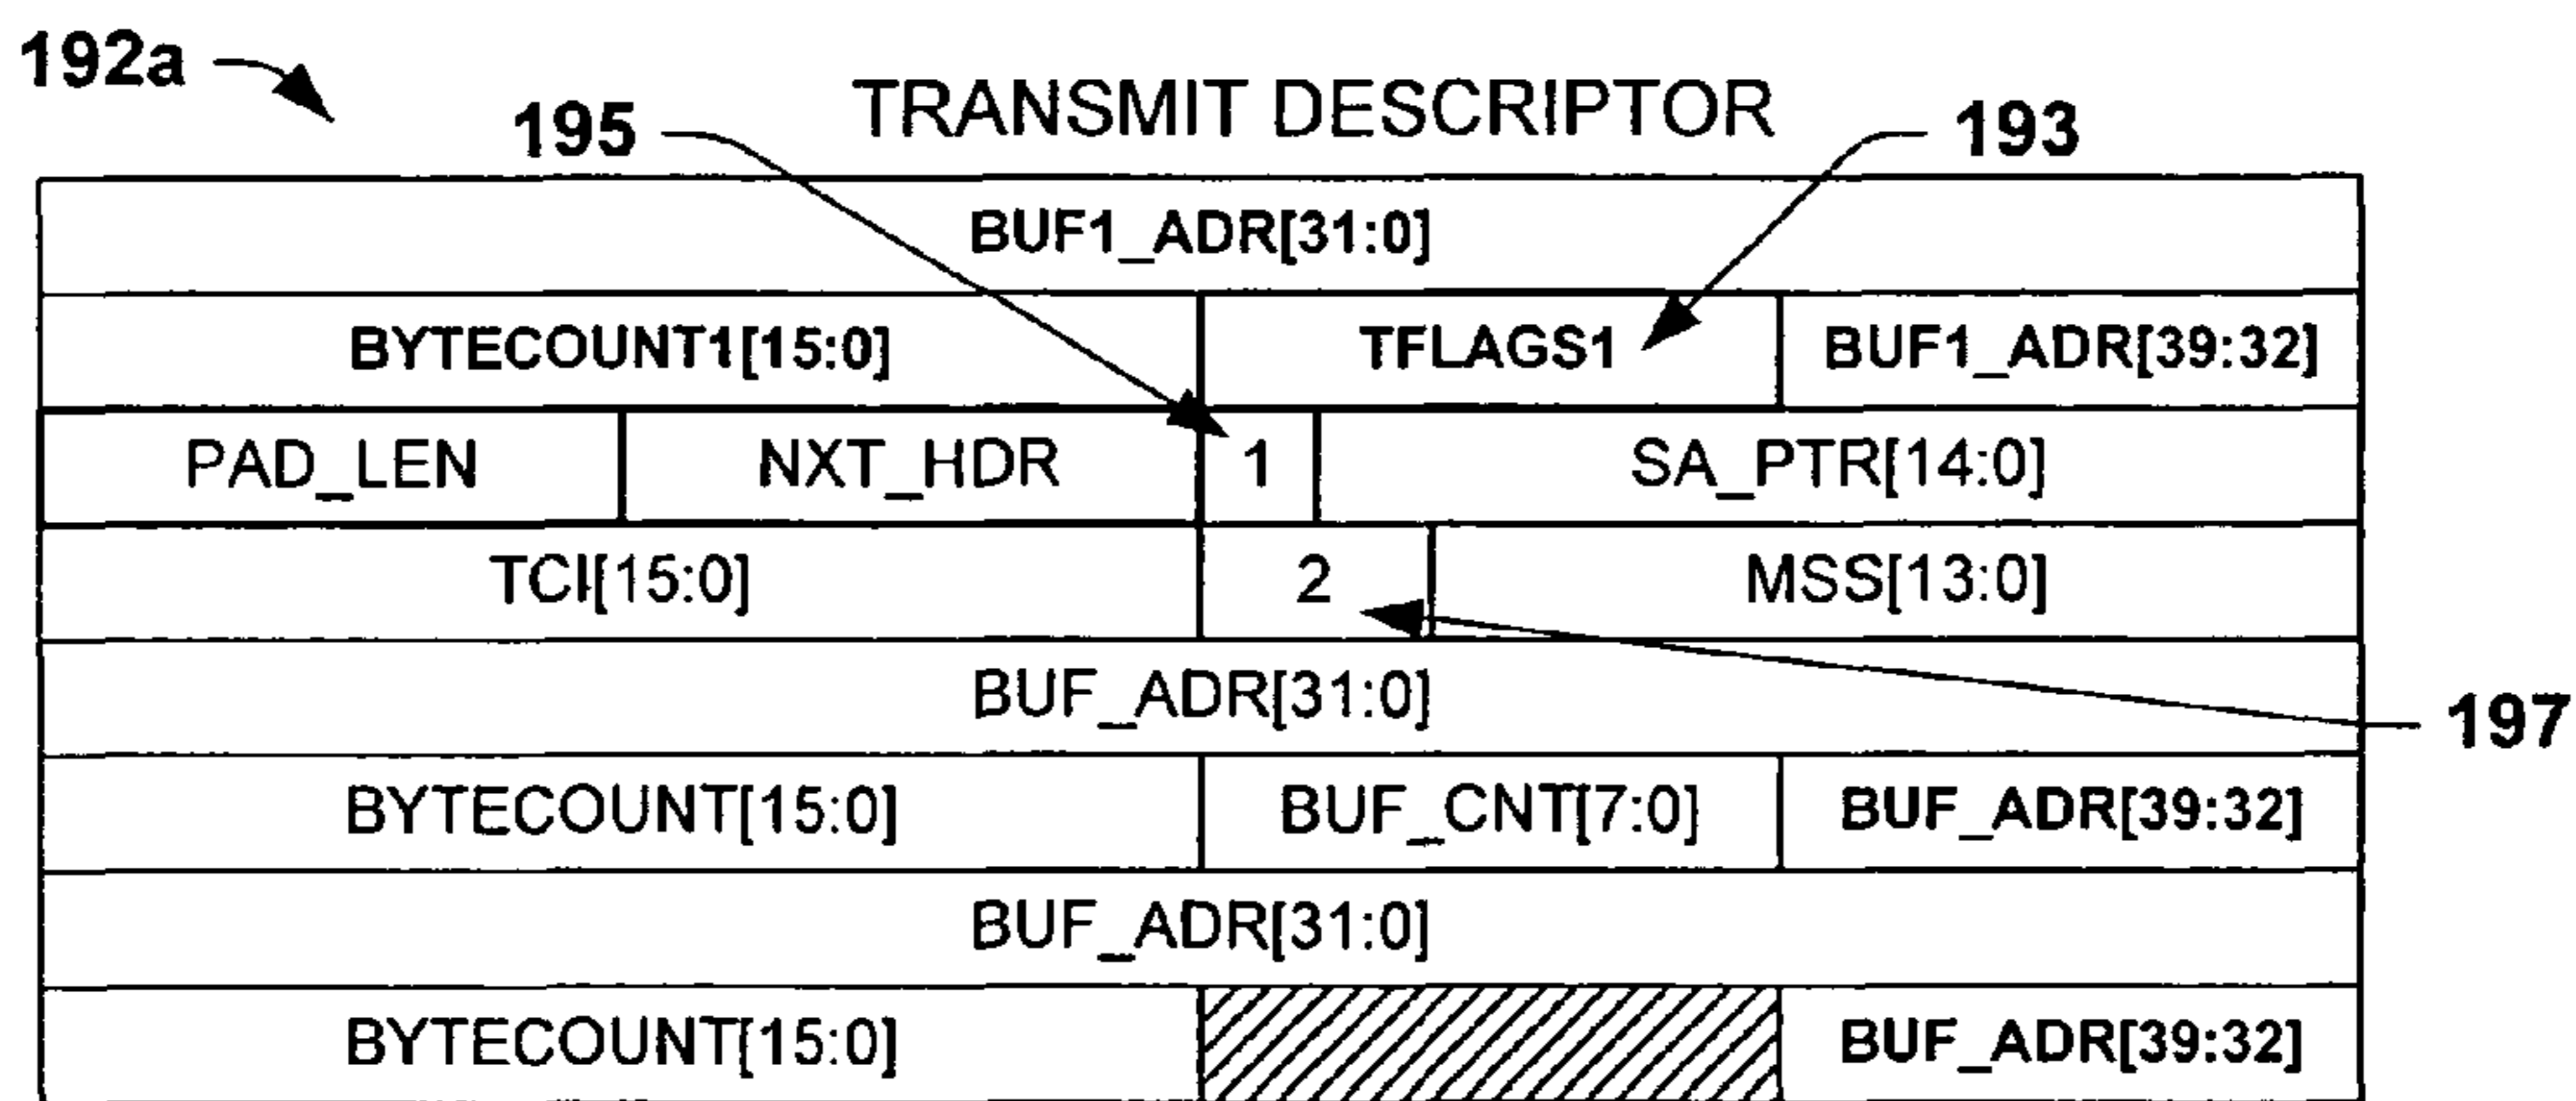 192a
TRANSMIT DESCRIPTOR
195
193
BUF1_ADR[31:0]
BYTECOUNT1[15:0] TFLAGS1 BUF1_ADR[39:32]
PAD_LEN NXT_HDR 1 SA_PTR[14:0]
TCI[15:0] 2 MSS[13:0]
BUF_ADR[31:0]
197
BYTECOUNT[15:0] BUF_CNT[7:0] BUF_ADR[39:32]
BUF_ADR[31:0]
BYTECOUNT[15:0] BUF_ADR[39:32]